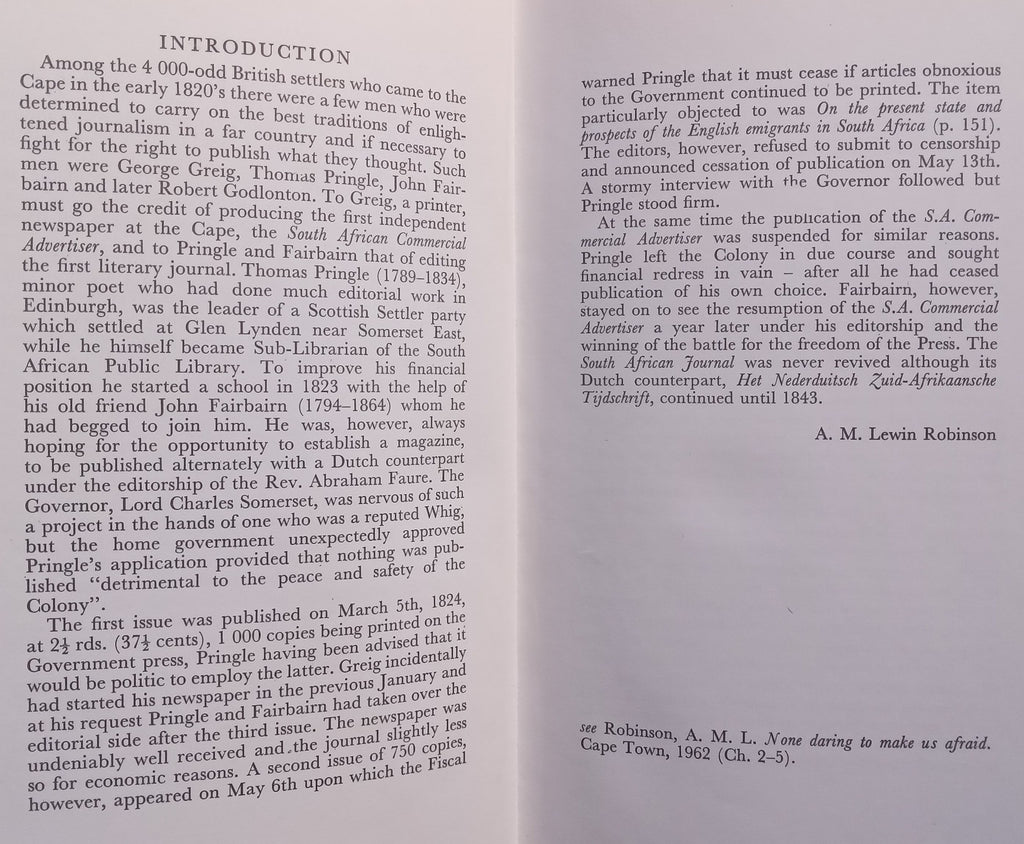 INTRODUCTION
Among the 4 000-odd British settlers who came to the
Cape in the early 1820's there were a few men who were
determined to carry on the best traditions of enligh-
tened journalism in a far country and if necessary to
fight for the right to publish what they thought. Such
men were George Greig, Thomas Pringle, John Fair-
bairn and later Robert Godlonton. To Greig, a printer,
must go the credit of producing the first independent
newspaper at the Cape, the South African Commercial
Advertiser, and to Pringle and Fairbairn that of editing
the first literary journal. Thomas Pringle (1789–1834),
minor poet who had done much editorial work in
Edinburgh, was the leader of a Scottish Settler party
which settled at Glen Lynden near Somerset East,
while he himself became Sub-Librarian of the South
African Public Library. To improve his financial
position he started a school in 1823 with the help of
his old friend John Fairbairn (1794–1864) whom he
had begged to join him. He was, however, always
hoping for the opportunity to establish a magazine,
to be published alternately with a Dutch counterpart
under the editorship of the Rev. Abraham Faure. The
Governor, Lord Charles Somerset, was nervous of such
a project in the hands of one who was a reputed Whig,
but the home government unexpectedly approved
Pringle's application provided that nothing was pub-
lished "detrimental to the peace and safety of the
Colony".
The first issue was published on March 5th, 1824,
at 2½ rds. (37½ cents), 1 000 copies being printed on the
Government press, Pringle having been advised that it
would be politic to employ the latter. Greig incidentally
had started his newspaper in the previous January and
at his request Pringle and Fairbairn had taken over the
editorial side after the third issue. The newspaper was
undeniably well received and the journal slightly less
so for economic reasons. A second issue of 750 copies,
however, appeared on May 6th upon which the Fiscal
warned Pringle that it must cease if articles obnoxious
to the Government continued to be printed. The item
particularly objected to was On the present state and
prospects of the English emigrants in South Africa (p. 151).
The editors, however, refused to submit to censorship
and announced cessation of publication on May 13th.
A stormy interview with the Governor followed but
Pringle stood firm.
At the same time the publication of the S.A. Com-
mercial Advertiser was suspended for similar reasons.
Pringle left the Colony in due course and sought
financial redress in vain – after all he had ceased
publication of his own choice. Fairbairn, however,
stayed on to see the resumption of the S.A. Commercial
Advertiser a year later under his editorship and the
winning of the battle for the freedom of the Press. The
South African Journal was never revived although its
Dutch counterpart, Het Nederduitsch Zuid-Afrikaansche
Tijdschrift, continued until 1843.
A. M. Lewin Robinson
see Robinson, A. M. L. None daring to make us afraid.
Cape Town, 1962 (Ch. 2–5).